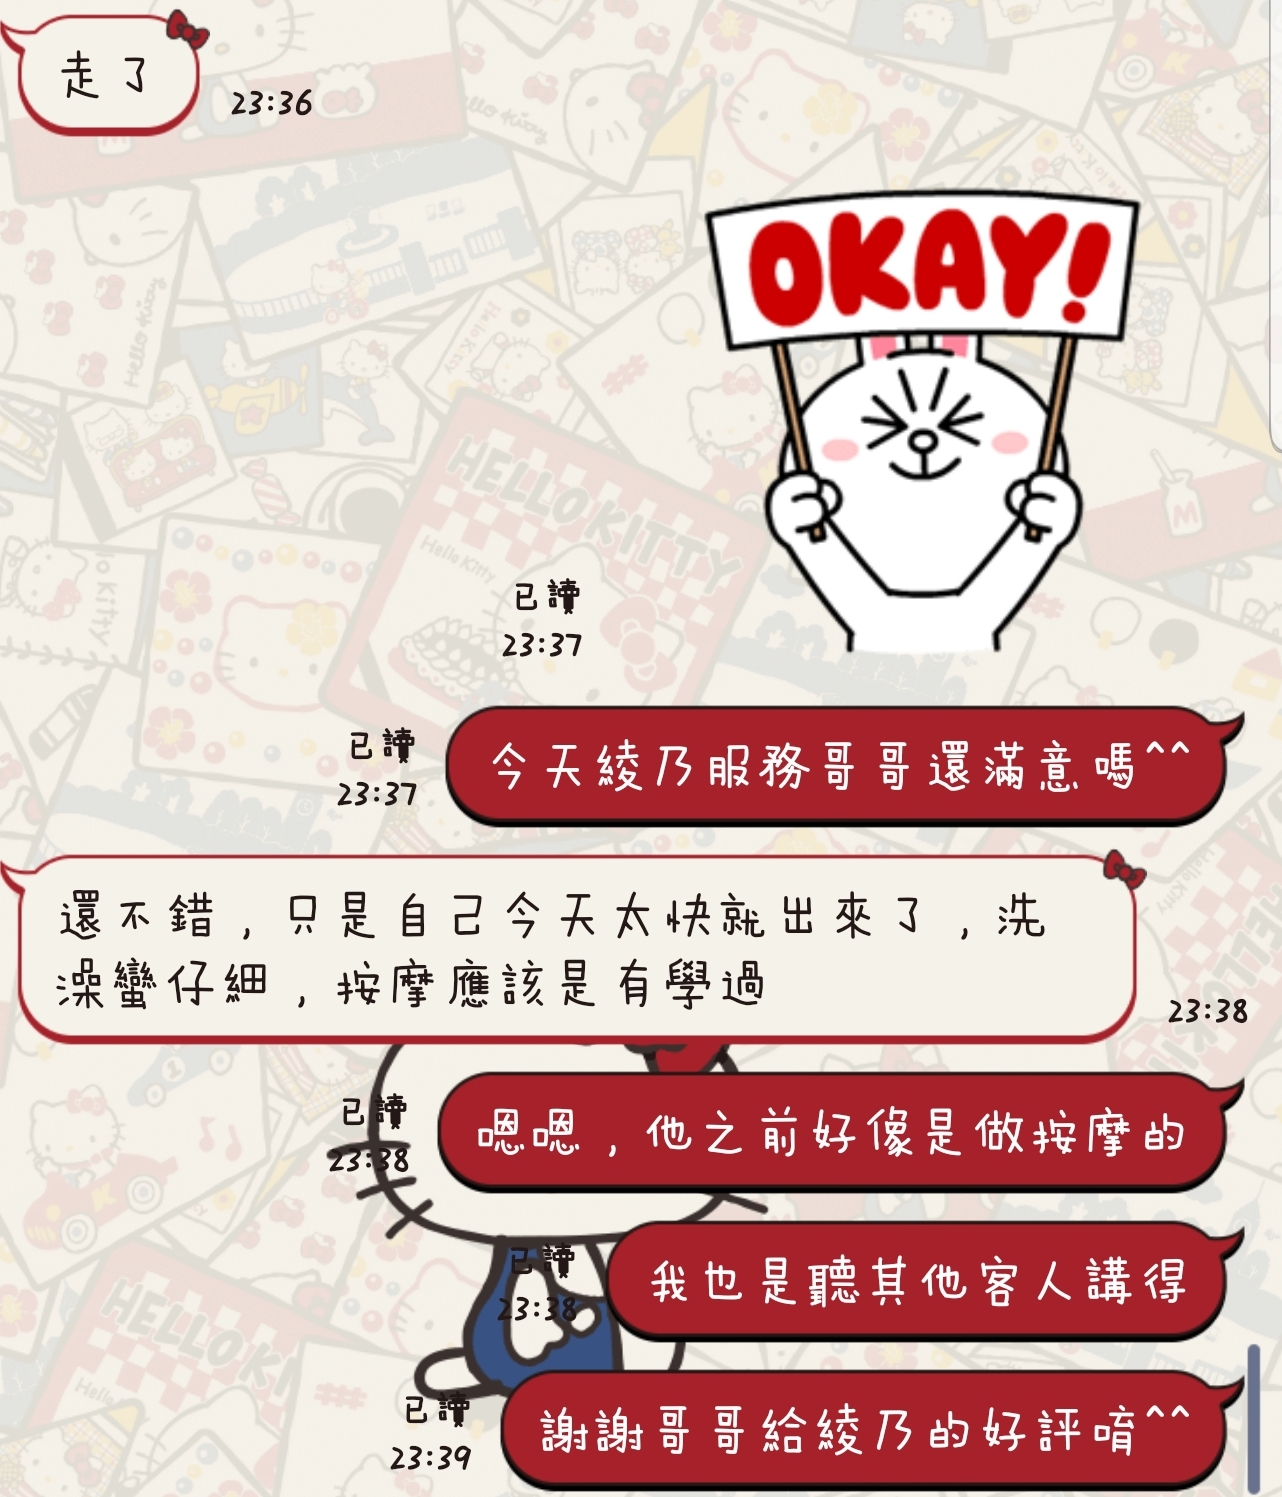 走了
23:36
OKAY!
已讀
23:37
今天綾乃服務哥哥還滿意嗎^^
已讀
23:37
還不錯，只是自己今天太快就出來了，洗
澡蠻仔細，按摩應該是有學過
23:38
嗯嗯，他之前好像是做按摩的
已讀
23:38
我也是聽其他客人講得
已讀
23:38
謝謝哥哥給綾乃的好評唷^^
已讀
23:39
HELLO KITTY
Hello Kitty